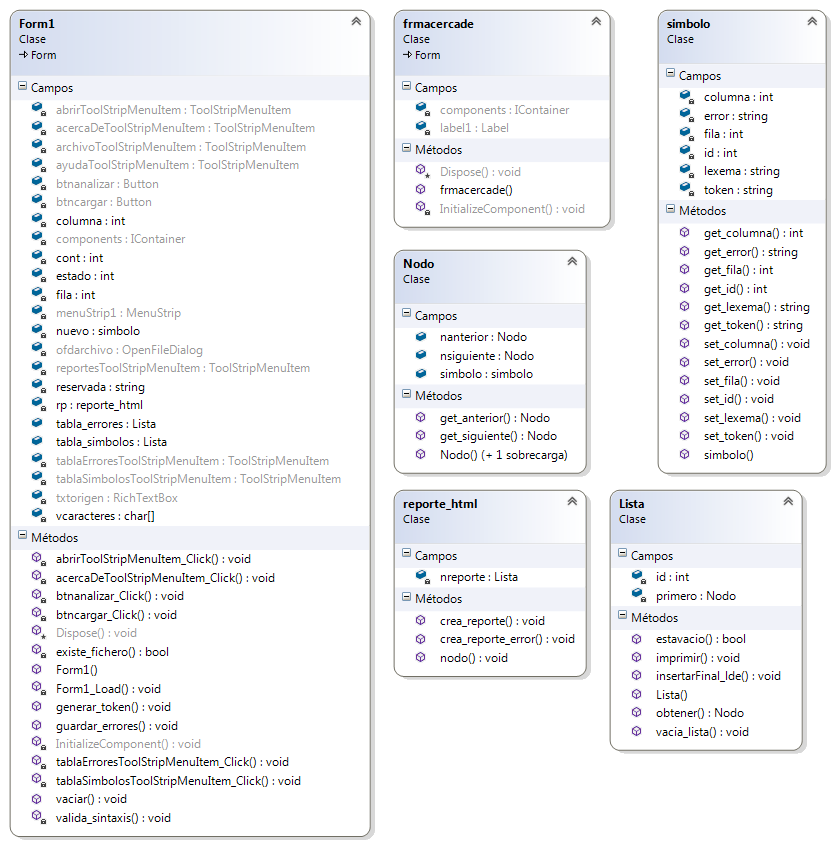 Form1
Clase
Form
Campos
abrirToolStripMenuItem : ToolStripMenuItem
acercaDeToolStripMenuItem : ToolStripMenuItem
archivoToolStripMenuItem : ToolStripMenuItem
ayudaToolStripMenuItem : ToolStripMenuItem
btnanalizar : Button
btncargar : Button
columna : int
components : IContainer
cont : int
estado : int
fila : int
menuStrip1 : MenuStrip
nuevo : simbolo
ofdarchivo : OpenFileDialog
reportesToolStripMenuItem : ToolStripMenuItem
reservada : string
rp : reporte_html
tabla_errores : Lista
tabla_simbolos : Lista
tablaErroresToolStripMenuItem : ToolStripMenuItem
tablaSimbolosToolStripMenuItem : ToolStripMenuItem
txtorigen : RichTextBox
vcaracteres : char[]
Métodos
abrirToolStripMenuItem_Click() : void
acercaDeToolStripMenuItem_Click() : void
btnanalizar_Click() : void
btncargar_Click() : void
Dispose() : void
existe_fichero() : bool
Form1()
Form1_Load() : void
generar_token() : void
guardar_errores() : void
InitializeComponent() : void
tablaErroresToolStripMenuItem_Click() : void
tablaSimbolosToolStripMenuItem_Click() : void
vaciar() : void
valida_sintaxis() : void
frmacercade
Clase
Form
Campos
components : IContainer
label1 : Label
Métodos
Dispose() : void
frmacercade()
InitializeComponent() : void
simbolo
Clase
Campos
columna : int
error : string
fila : int
id : int
lexema : string
token : string
Métodos
get_columna() : int
get_error() : string
get_fila() : int
get_id() : int
get_lexema() : string
get_token() : string
set_columna() : void
set_error() : void
set_fila() : void
set_id() : void
set_lexema() : void
set_token() : void
simbolo()
Nodo
Clase
Campos
nanterior : Nodo
nsiguiente : Nodo
simbolo : simbolo
Métodos
get_anterior() : Nodo
get_siguiente() : Nodo
Nodo() (+ 1 sobrecarga)
reporte_html
Clase
Campos
nreporte : Lista
Métodos
crea_reporte() : void
crea_reporte_error() : void
nodo() : void
Lista
Clase
Campos
id : int
primero : Nodo
Métodos
estavacio() : bool
imprimir() : void
insertarFinal_lde() : void
Lista()
obtener() : Nodo
vacia_lista() : void